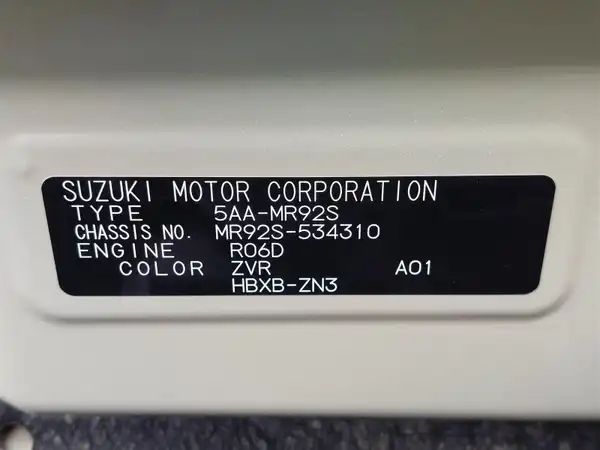 SUZUKI MOTOR CORPORATION
TYPE 5AA-MR92S
CHASSIS NO. MR92S-534310
ENGINE R06D
COLOR ZVR A01
HBXB-ZN3